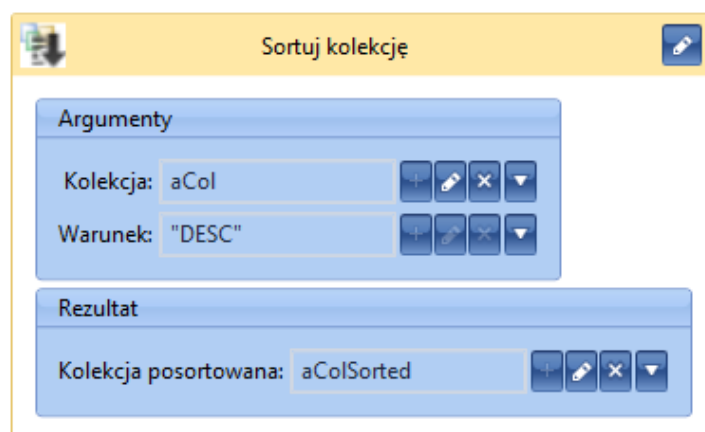 Sortuj kolekcję
Argumenty
Kolekcja: aCol
Warunek: "DESC"
Rezultat
Kolekcja posortowana: aColSorted